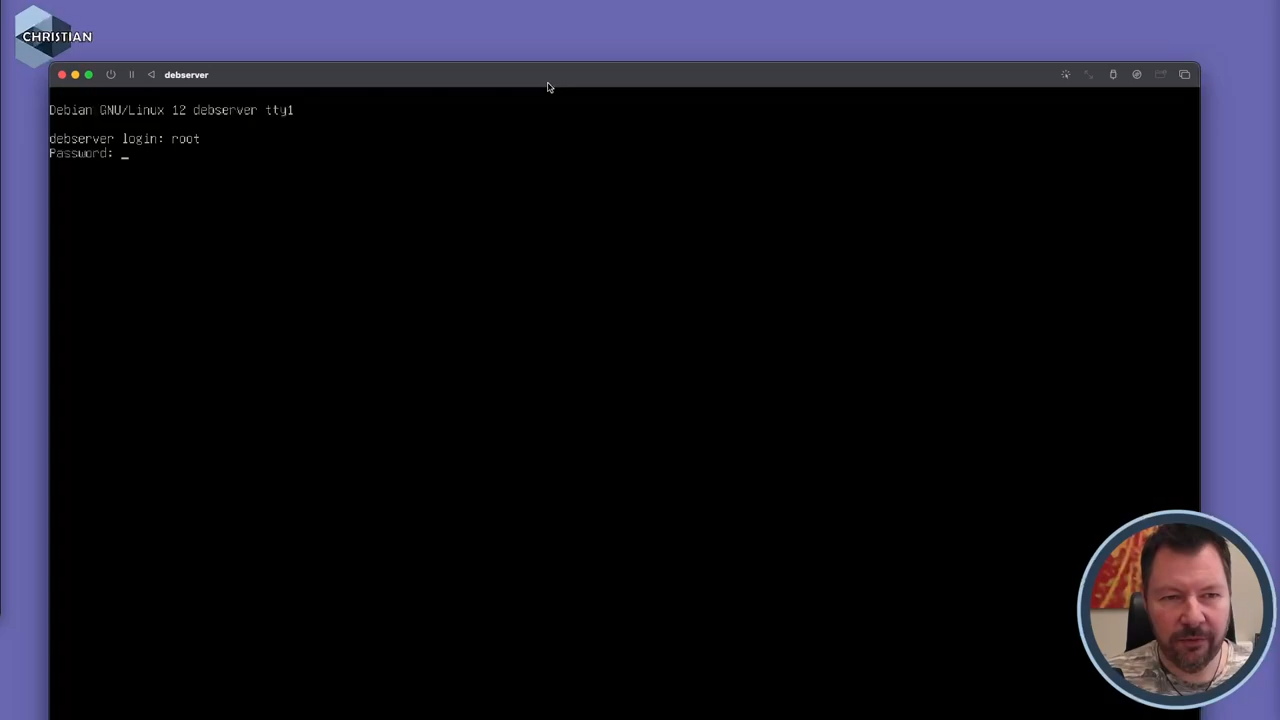 CHRISTIAN
debserver
Debian GNU/Linux 12 debserver tty1
debserver login: root
Password: _